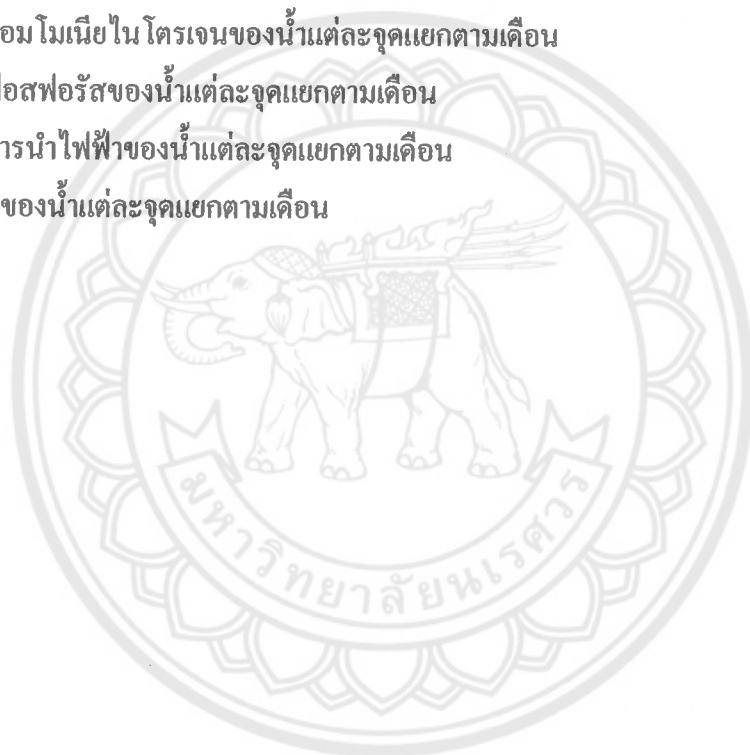 อมโมเนียไนโตรเจนของน้ำแต่ละจุดแยกตามเดือน
อสฟอรัสของน้ำแต่ละจุดแยกตามเดือน
ารนำไฟฟ้าของน้ำแต่ละจุดแยกตามเดือน
ของน้ำแต่ละจุดแยกตามเดือน
มหาวิทยาลัยนเรศวร